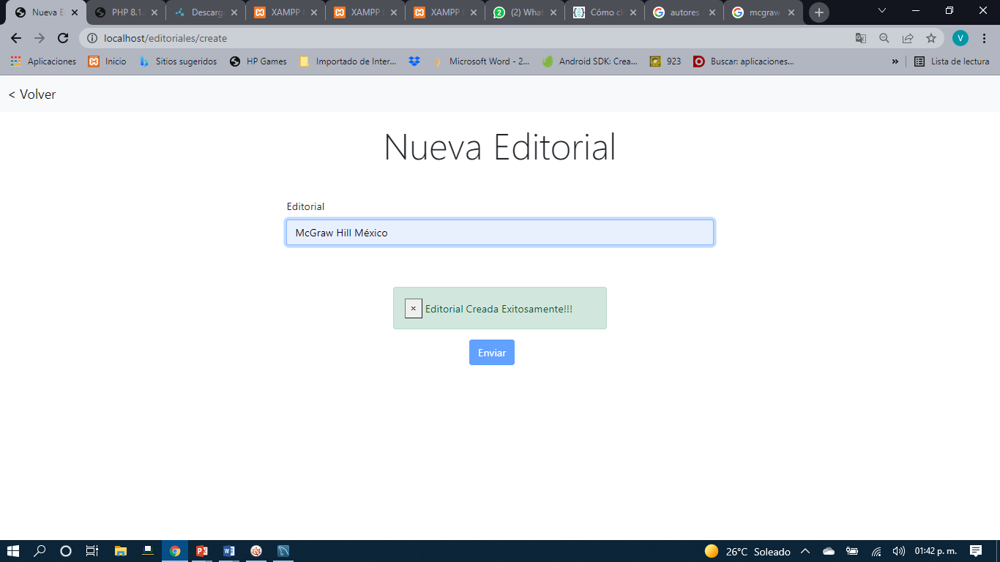 Nueva E
PHP 8.1.
Descarg
XAMPP
XAMPP
XAMPP
(2) What
Cómo cl
autores
mcgraw
localhost/editoriales/create
V
Aplicaciones
Inicio
Sitios sugeridos
HP Games
Importado de Inter...
Microsoft Word - 2...
Android SDK: Crea...
923
Buscar: aplicaciones...
»
Lista de lectura
< Volver
Nueva Editorial
Editorial
McGraw Hill México
× Editorial Creada Exitosamente!!!
Enviar
26°C Soleado
01:42 p. m.